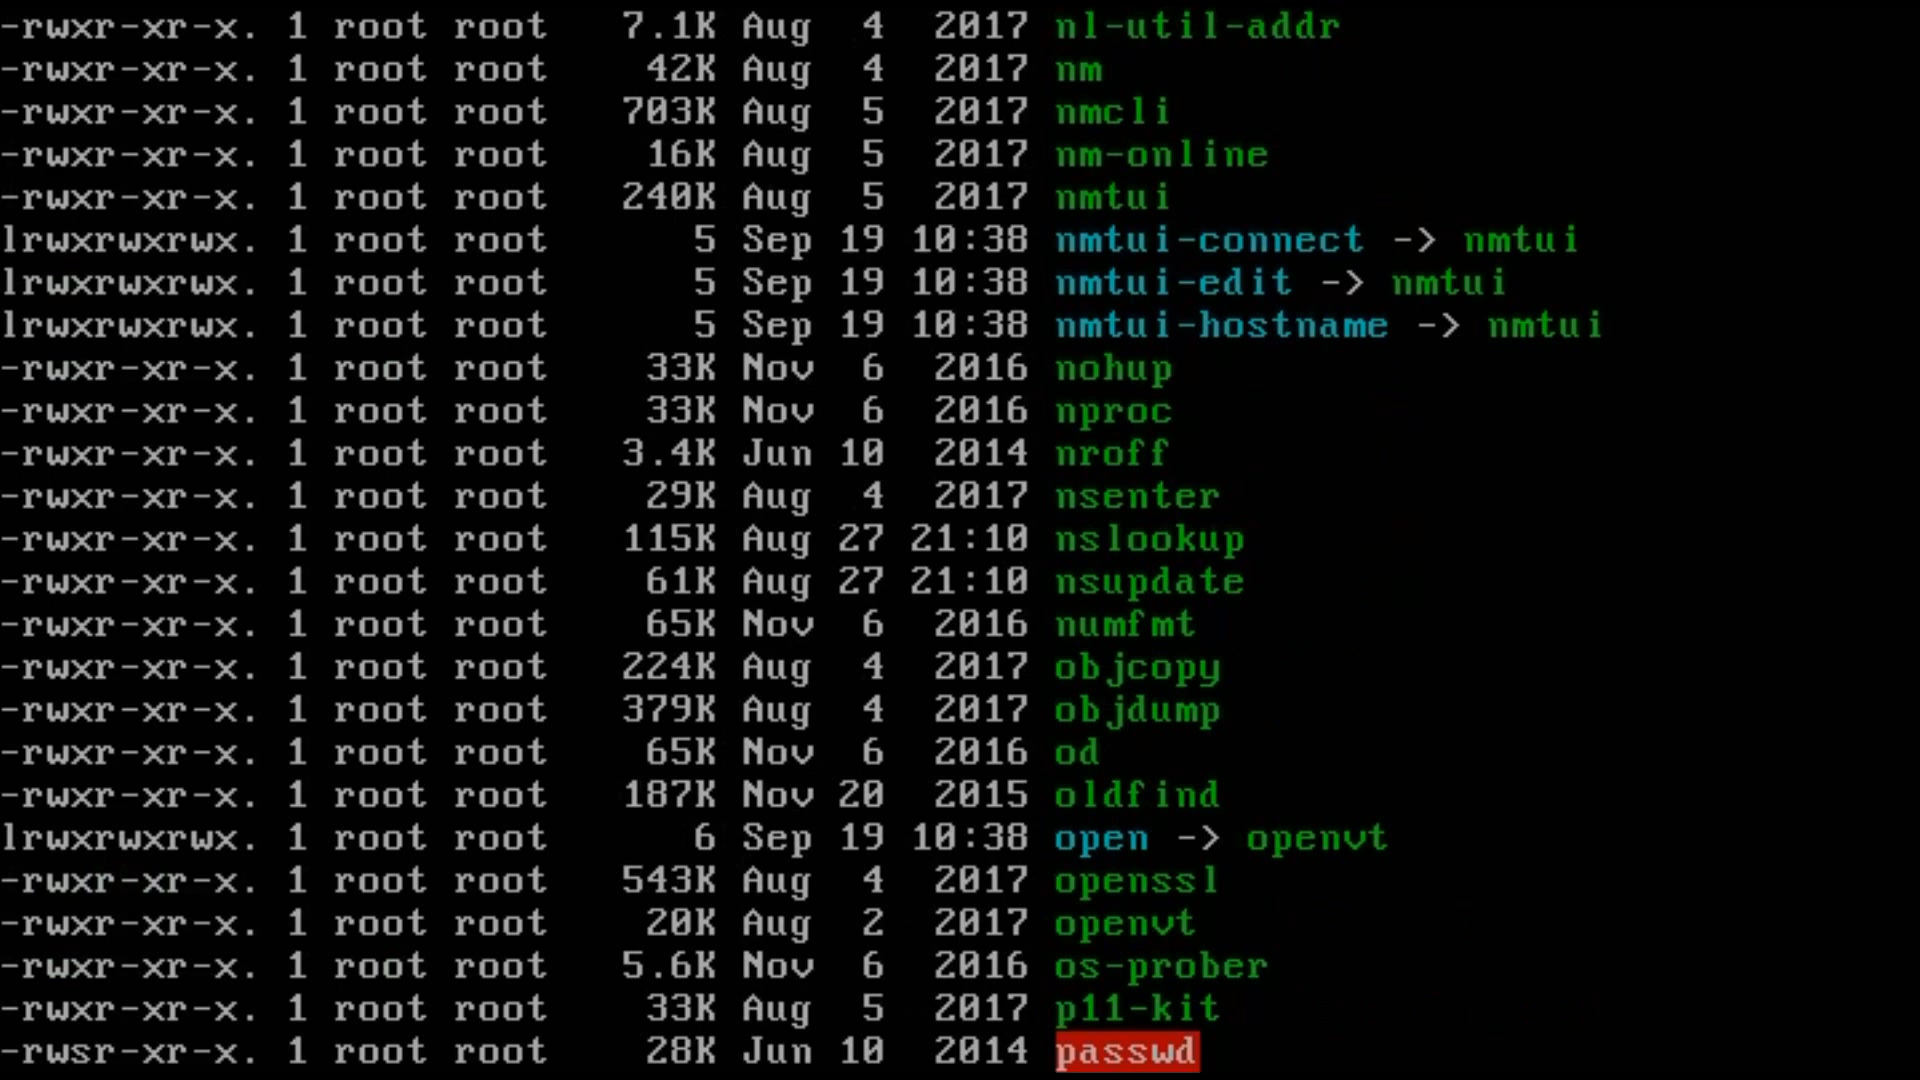 -rwxr-xr-x. 1 root root 7.1K Aug 4 2017 nl-util-addr
-rwxr-xr-x. 1 root root 42K Aug 4 2017 nm
-rwxr-xr-x. 1 root root 703K Aug 5 2017 nmcli
-rwxr-xr-x. 1 root root 16K Aug 5 2017 nm-online
-rwxr-xr-x. 1 root root 240K Aug 5 2017 nmtui
lrwxrwxrwx. 1 root root 5 Sep 19 10:38 nmtui-connect -> nmtui
lrwxrwxrwx. 1 root root 5 Sep 19 10:38 nmtui-edit -> nmtui
lrwxrwxrwx. 1 root root 5 Sep 19 10:38 nmtui-hostname -> nmtui
-rwxr-xr-x. 1 root root 33K Nov 6 2016 nohup
-rwxr-xr-x. 1 root root 33K Nov 6 2016 nproc
-rwxr-xr-x. 1 root root 3.4K Jun 10 2014 nroff
-rwxr-xr-x. 1 root root 29K Aug 4 2017 nsenter
-rwxr-xr-x. 1 root root 115K Aug 27 21:10 nslookup
-rwxr-xr-x. 1 root root 61K Aug 27 21:10 nsupdate
-rwxr-xr-x. 1 root root 65K Nov 6 2016 numfmt
-rwxr-xr-x. 1 root root 224K Aug 4 2017 objcopy
-rwxr-xr-x. 1 root root 379K Aug 4 2017 objdump
-rwxr-xr-x. 1 root root 65K Nov 6 2016 od
-rwxr-xr-x. 1 root root 187K Nov 20 2015 oldfind
lrwxrwxrwx. 1 root root 6 Sep 19 10:38 open -> openvt
-rwxr-xr-x. 1 root root 543K Aug 4 2017 openssl
-rwxr-xr-x. 1 root root 20K Aug 2 2017 openvt
-rwxr-xr-x. 1 root root 5.6K Nov 6 2016 os-prober
-rwxr-xr-x. 1 root root 33K Aug 5 2017 p11-kit
-rwsr-xr-x. 1 root root 28K Jun 10 2014 passwd